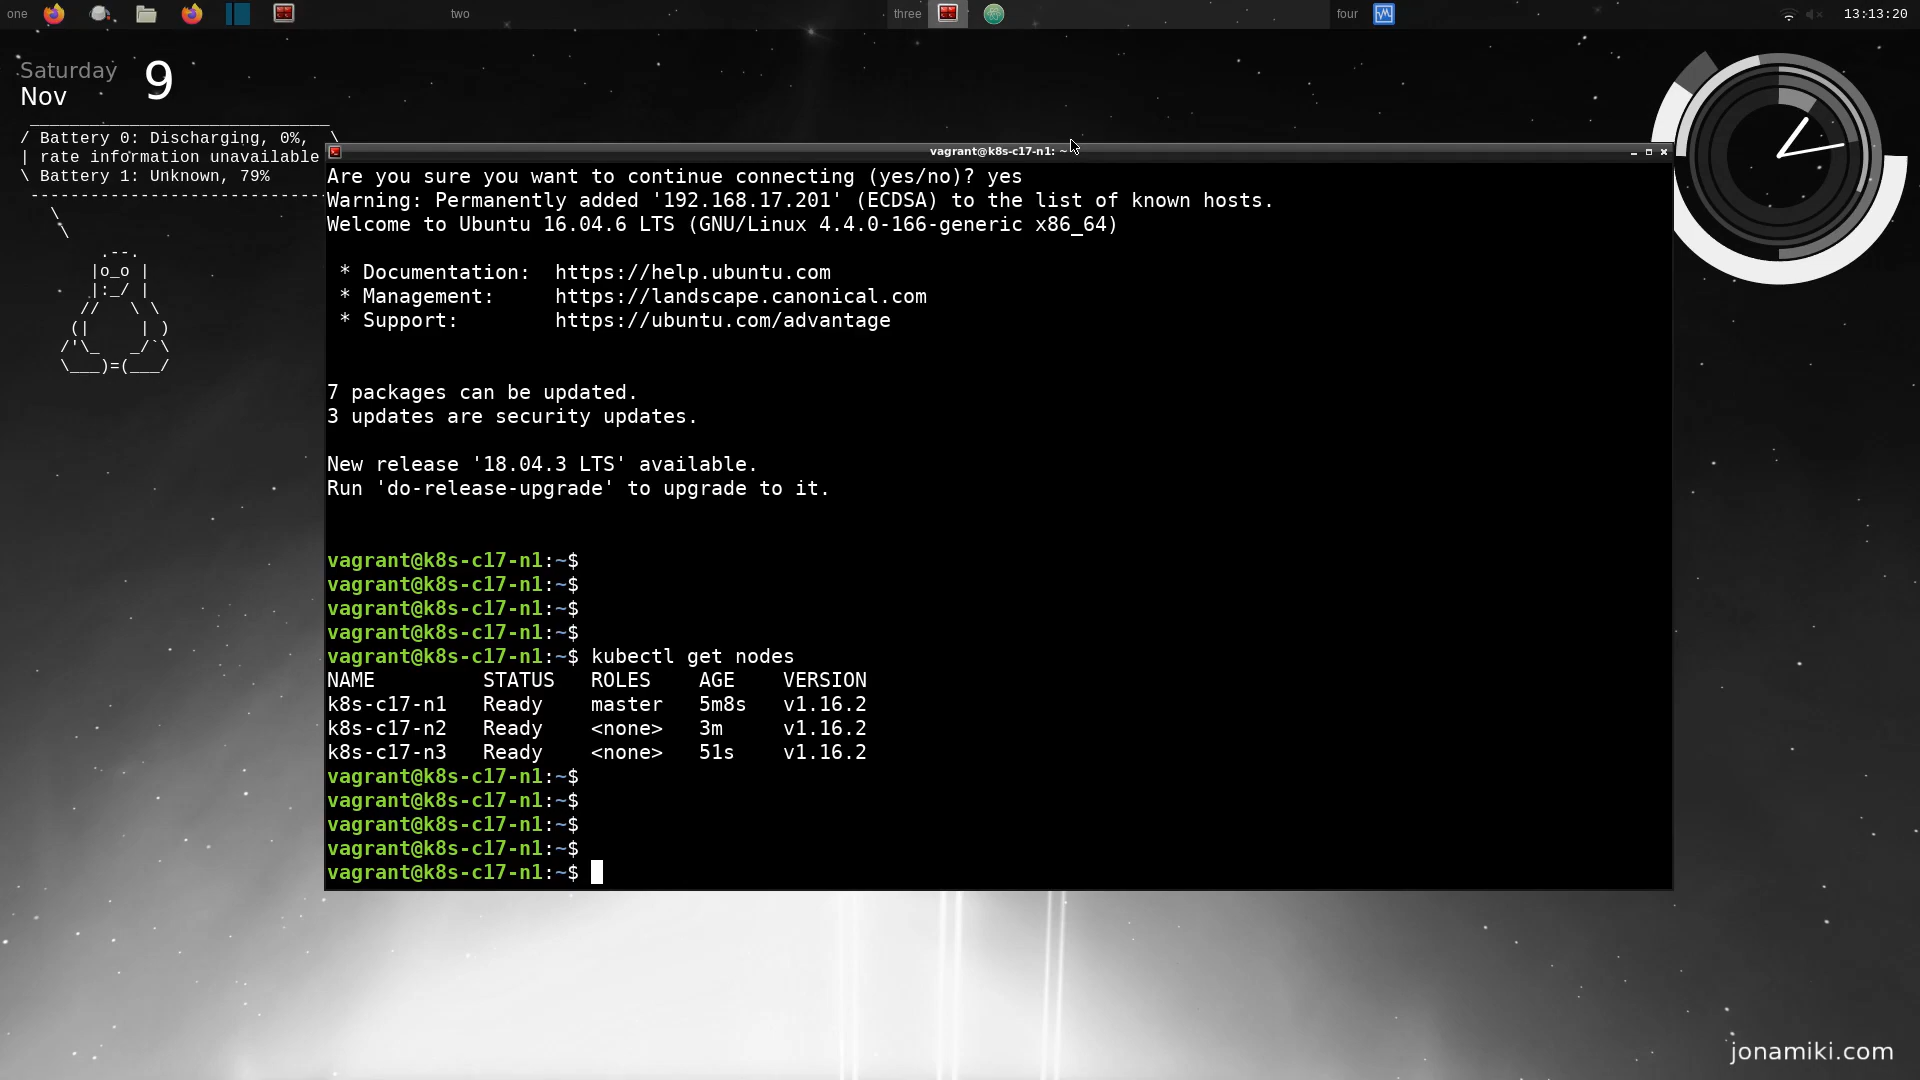 one two three four 13:13:20
Saturday 9
Nov
______________________________
/ Battery 0: Discharging, 0%, \
| rate information unavailable
\ Battery 1: Unknown, 79%
------------------------------
\
\
.--.
|o_o |
|:_/ |
// \ \
(| | )
/'\_ _/`\
\___)=(___/
vagrant@k8s-c17-n1: ~
Are you sure you want to continue connecting (yes/no)? yes
Warning: Permanently added '192.168.17.201' (ECDSA) to the list of known hosts.
Welcome to Ubuntu 16.04.6 LTS (GNU/Linux 4.4.0-166-generic x86_64)
* Documentation: https://help.ubuntu.com
* Management: https://landscape.canonical.com
* Support: https://ubuntu.com/advantage
7 packages can be updated.
3 updates are security updates.
New release '18.04.3 LTS' available.
Run 'do-release-upgrade' to upgrade to it.
vagrant@k8s-c17-n1:~$
vagrant@k8s-c17-n1:~$
vagrant@k8s-c17-n1:~$
vagrant@k8s-c17-n1:~$
vagrant@k8s-c17-n1:~$ kubectl get nodes
NAME STATUS ROLES AGE VERSION
k8s-c17-n1 Ready master 5m8s v1.16.2
k8s-c17-n2 Ready <none> 3m v1.16.2
k8s-c17-n3 Ready <none> 51s v1.16.2
vagrant@k8s-c17-n1:~$
vagrant@k8s-c17-n1:~$
vagrant@k8s-c17-n1:~$
vagrant@k8s-c17-n1:~$
vagrant@k8s-c17-n1:~$
jonamiki.com